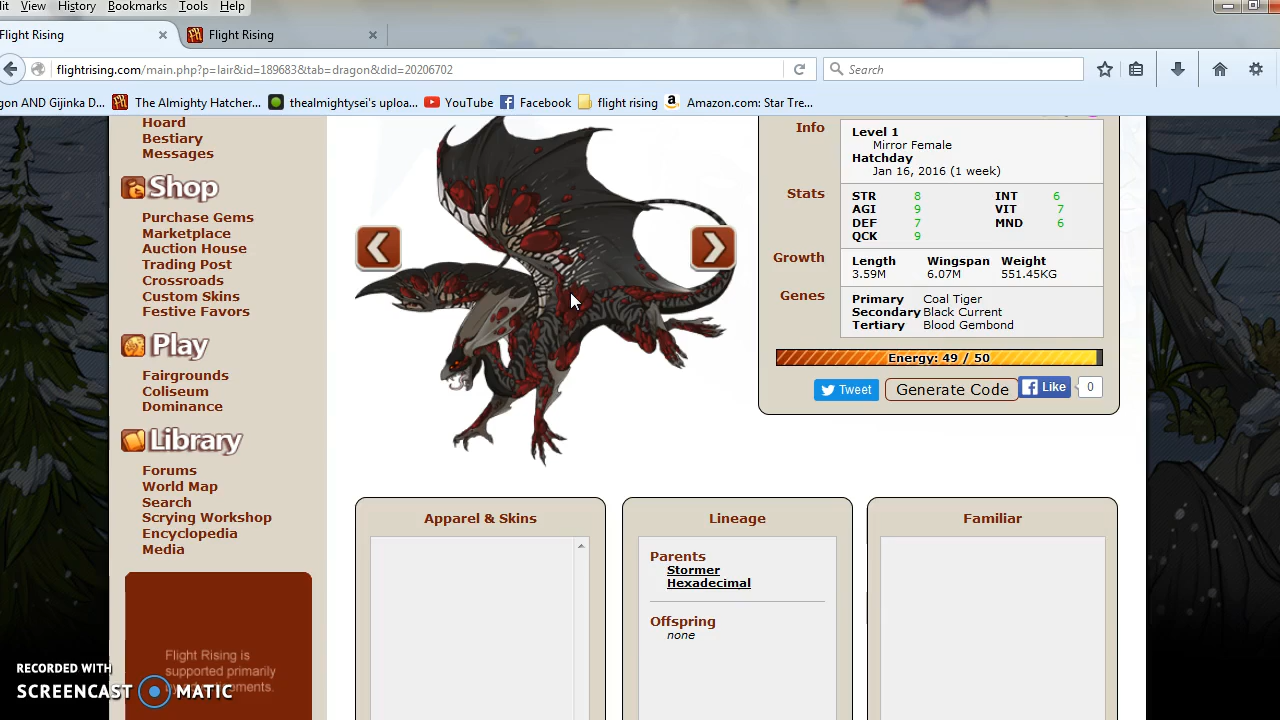 it View History Bookmarks Tools Help
Flight Rising Flight Rising
flightrising.com/main.php?p=lair&id=189683&tab=dragon&did=20206702 Search
gon AND Gijinka D... The Almighty Hatcher... thealmightysei's uploa... YouTube Facebook flight rising Amazon.com: Star Tre...
Hoard
Bestiary
Messages
Shop
Purchase Gems
Marketplace
Auction House
Trading Post
Crossroads
Custom Skins
Festive Favors
Play
Fairgrounds
Coliseum
Dominance
Library
Forums
World Map
Search
Scrying Workshop
Encyclopedia
Media
Flight Rising is
supported primarily
by advertisements.
Info
Level 1
Mirror Female
Hatchday
Jan 16, 2016 (1 week)
Stats
STR 8 INT 6
AGI 9 VIT 7
DEF 7 MND 6
QCK 9
Growth
Length Wingspan Weight
3.59M 6.07M 551.45KG
Genes
Primary Coal Tiger
Secondary Black Current
Tertiary Blood Gembond
Energy: 49 / 50
Tweet Generate Code Like 0
Apparel & Skins
Lineage
Parents
Stormer
Hexadecimal
Offspring
none
Familiar
RECORDED WITH
SCREENCAST MATIC